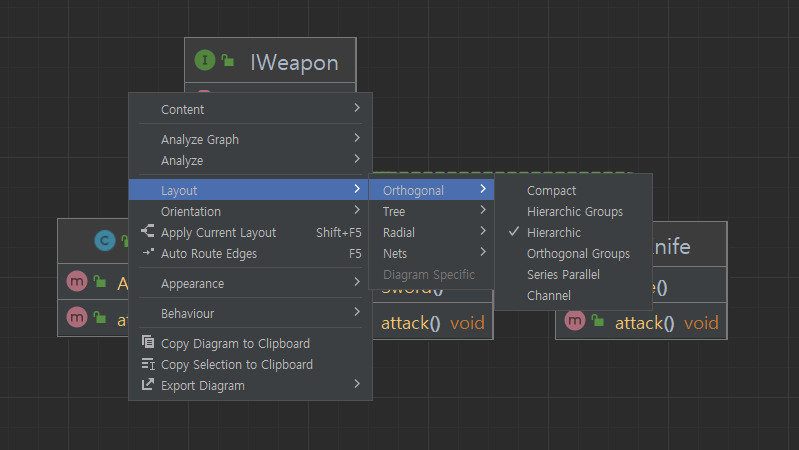 I IWeapon
Content
Analyze Graph
Analyze
Layout
Orientation
Apply Current Layout Shift+F5
Auto Route Edges F5
Appearance
Behaviour
Copy Diagram to Clipboard
Copy Selection to Clipboard
Export Diagram
Orthogonal
Tree
Radial
Nets
Diagram Specific
Compact
Hierarchic Groups
Hierarchic
Orthogonal Groups
Series Parallel
Channel
C
m A
m at
Sword()
attack() void
nife
e()
m attack() void